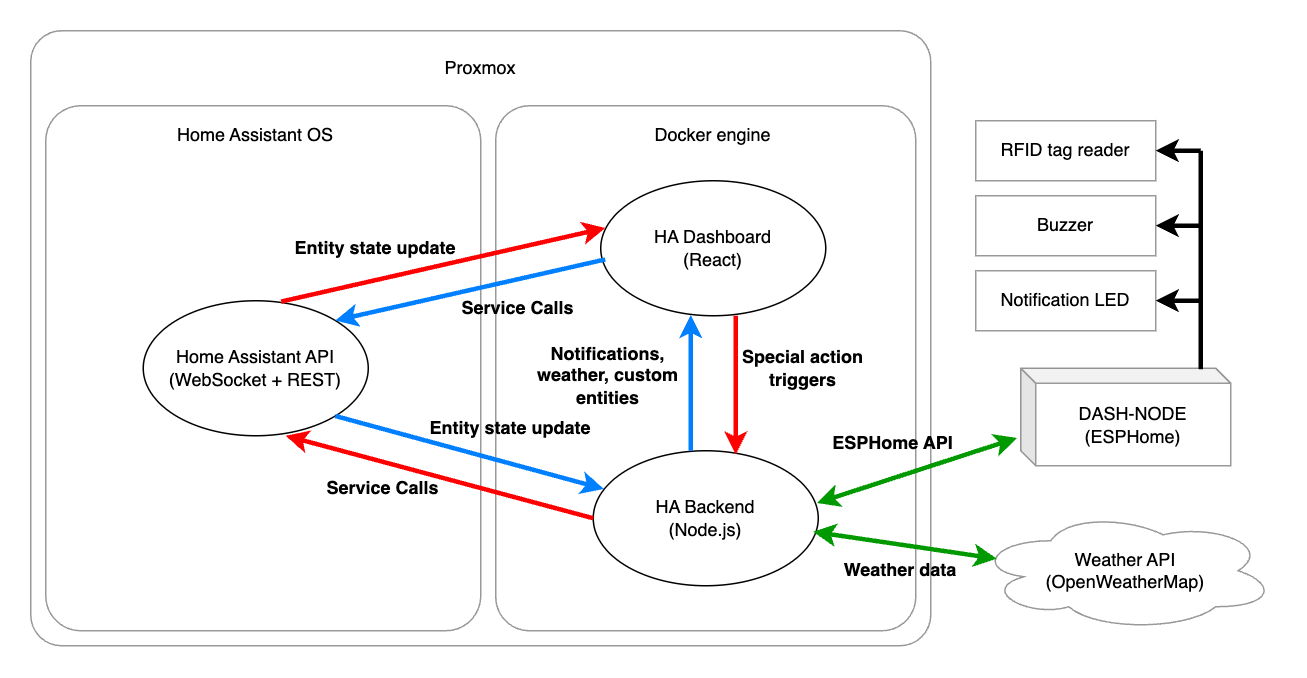 Proxmox
Home Assistant OS
Docker engine
RFID tag reader
Buzzer
Notification LED
HA Dashboard
(React)
Entity state update
Service Calls
Home Assistant API
(WebSocket + REST)
Notifications,
weather, custom
entities
Special action
triggers
Entity state update
Service Calls
ESPHome API
DASH-NODE
(ESPHome)
HA Backend
(Node.js)
Weather data
Weather API
(OpenWeatherMap)